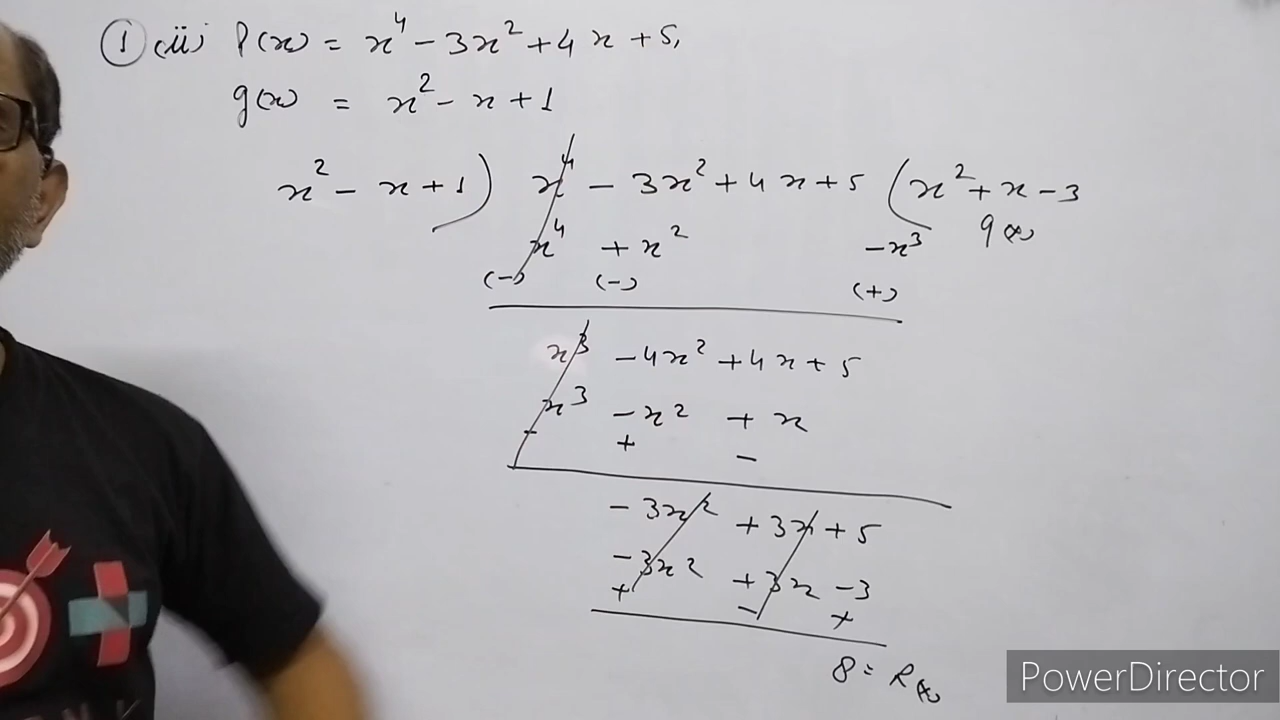 ① (ii) P(x) = x⁴ - 3x² + 4x + 5,
g(x) = x² - x + 1
x² - x + 1) x⁴ - 3x² + 4x + 5 (x² + x - 3
q(x)
x⁴ + x² - x³
(-) (-) (+)
x³ - 4x² + 4x + 5
x³ - x² + x
- + -
- 3x² + 3x + 5
- 3x² + 3x - 3
+ - +
8 = R(x)
PowerDirector